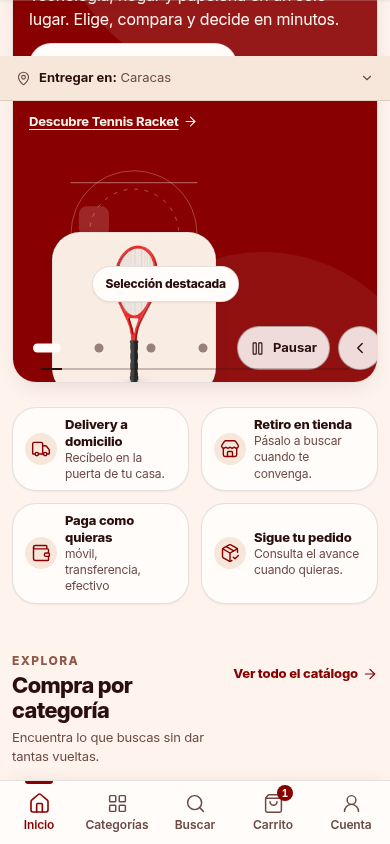 lugar. Elige, compara y decide en minutos.
Entregar en: Caracas
Descubre Tennis Racket
Selección destacada
Pausar
Delivery a
domicilio
Recíbelo en la
puerta de tu casa.
Retiro en tienda
Pásalo a buscar
cuando te
convenga.
Paga como
quieras
móvil,
transferencia,
efectivo
Sigue tu pedido
Consulta el avance
cuando quieras.
EXPLORA
Compra por
categoría
Ver todo el catálogo
Encuentra lo que buscas sin dar
tantas vueltas.
1
Inicio
Categorías
Buscar
Carrito
Cuenta